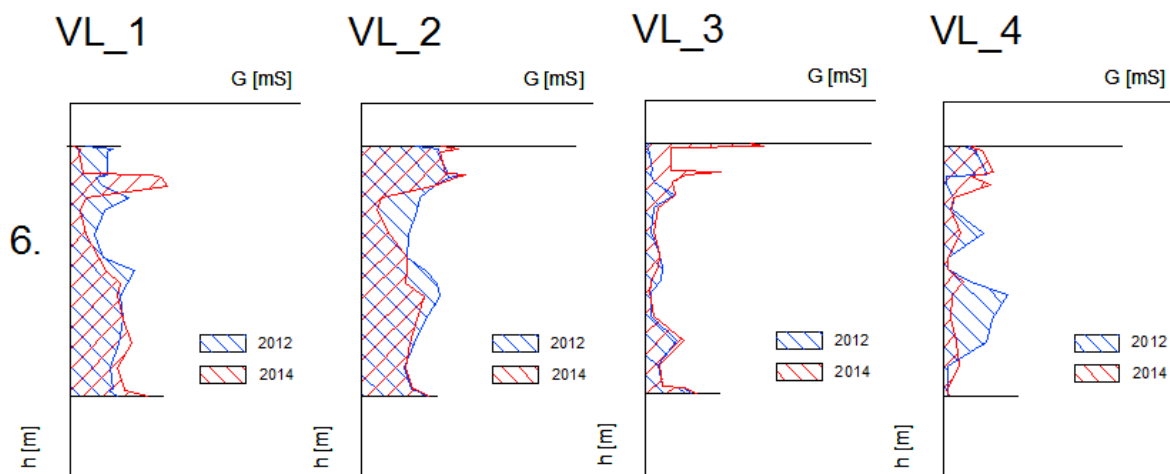 VL_1 VL_2 VL_3 VL_4
G [mS] G [mS] G [mS] G [mS]
6.
2012 2012 2012 2012
2014 2014 2014 2014
h [m] h [m] h [m] h [m]